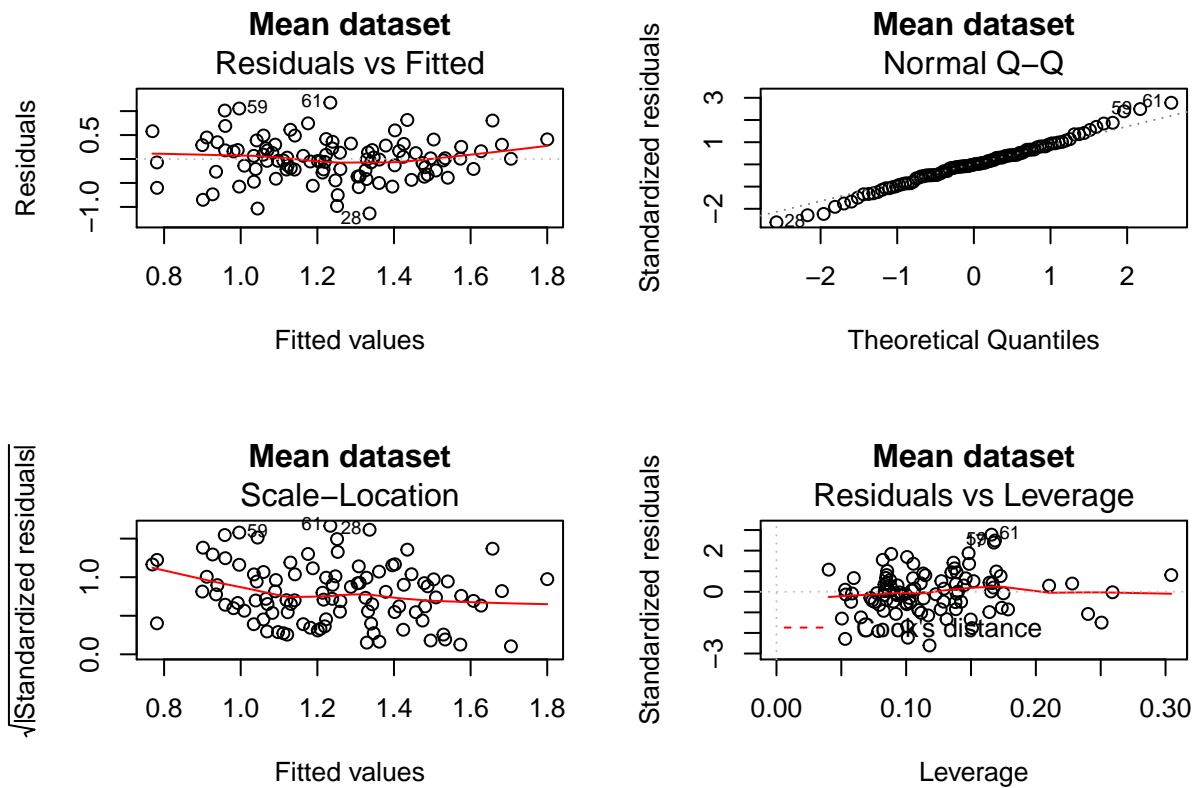 Mean dataset
Residuals vs Fitted
Residuals
0.5
−1.0
59
61
28
0.8 1.0 1.2 1.4 1.6 1.8
Fitted values
Mean dataset
Normal Q−Q
Standardized residuals
3
1
−2
59
61
28
−2 −1 0 1 2
Theoretical Quantiles
Mean dataset
Scale−Location
√|Standardized residuals|
1.0
0.0
59
61
28
0.8 1.0 1.2 1.4 1.6 1.8
Fitted values
Mean dataset
Residuals vs Leverage
Standardized residuals
2
0
−3
61
Cook's distance
0.00 0.10 0.20 0.30
Leverage